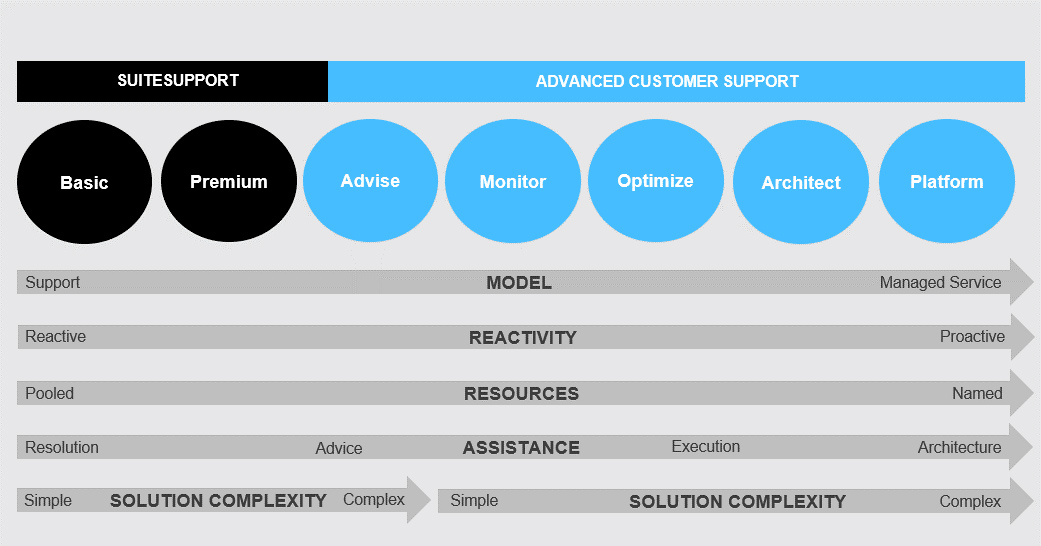 SUITESUPPORT ADVANCED CUSTOMER SUPPORT
Basic Premium Advise Monitor Optimize Architect Platform
Support MODEL Managed Service
Reactive REACTIVITY Proactive
Pooled RESOURCES Named
Resolution Advice ASSISTANCE Execution Architecture
Simple SOLUTION COMPLEXITY Complex Simple SOLUTION COMPLEXITY Complex